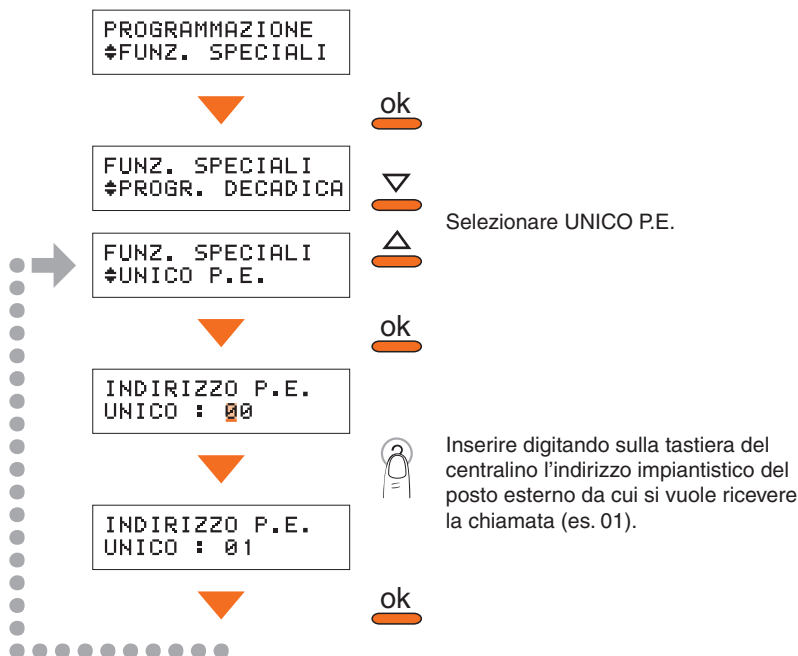 PROGRAMMAZIONE
FUNZ. SPECIALI
ok
FUNZ. SPECIALI
PROGR. DECADICA
Selezionare UNICO P.E.
FUNZ. SPECIALI
UNICO P.E.
ok
INDIRIZZO P.E.
UNICO : 00
Inserire digitando sulla tastiera del
centralino l'indirizzo impiantistico del
posto esterno da cui si vuole ricevere
la chiamata (es. 01).
INDIRIZZO P.E.
UNICO : 01
ok